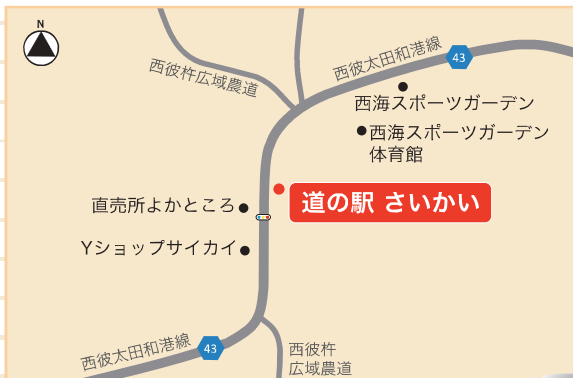 N
西彼杵広域農道
西彼太田和港線
43
西海スポーツガーデン
西海スポーツガーデン
体育館
道の駅 さいかい
直売所よかところ
Yショップサイカイ
西彼太田和港線
43
西彼杵
広域農道